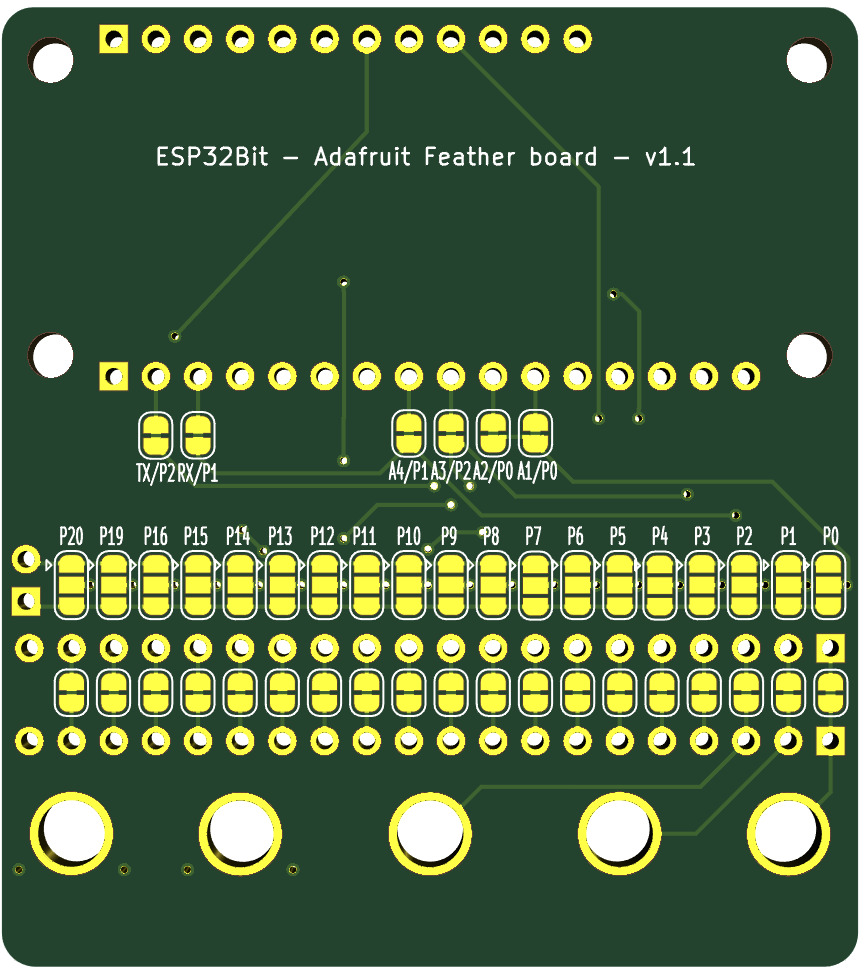 ESP32Bit - Adafruit Feather board - v1.1
TX/P2 RX/P1 A4/P1 A3/P2 A2/P0 A1/P0
P20 P19 P16 P15 P14 P13 P12 P11 P10 P9 P8 P7 P6 P5 P4 P3 P2 P1 P0